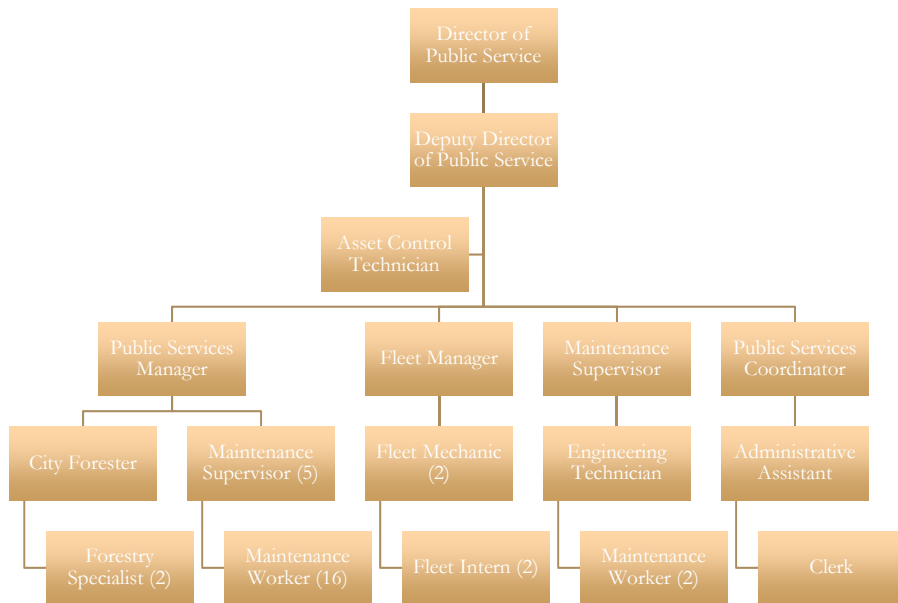 Director of
Public Service
Deputy Director
of Public Service
Asset Control
Technician
Public Services
Manager
Fleet Manager
Maintenance
Supervisor
Public Services
Coordinator
City Forester
Maintenance
Supervisor (5)
Fleet Mechanic
(2)
Engineering
Technician
Administrative
Assistant
Forestry
Specialist (2)
Maintenance
Worker (16)
Fleet Intern (2)
Maintenance
Worker (2)
Clerk